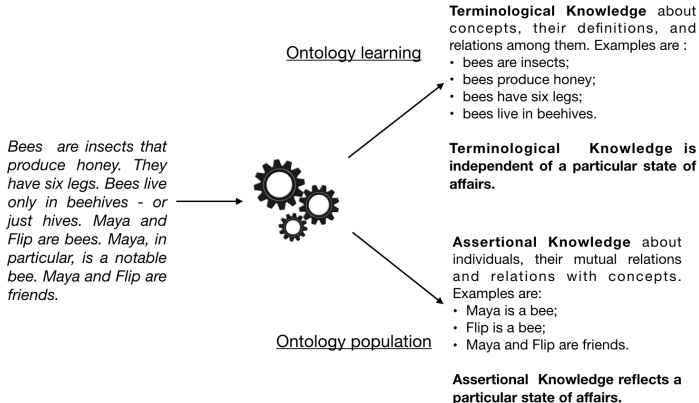 Bees are insects that
produce honey. They
have six legs. Bees live
only in beehives - or
just hives. Maya and
Flip are bees. Maya, in
particular, is a notable
bee. Maya and Flip are
friends.
Ontology learning
Terminological Knowledge about
concepts, their definitions, and
relations among them. Examples are :
• bees are insects;
• bees produce honey;
• bees have six legs;
• bees live in beehives.
Terminological Knowledge is
independent of a particular state of
affairs.
Ontology population
Assertional Knowledge about
individuals, their mutual relations
and relations with concepts.
Examples are:
• Maya is a bee;
• Flip is a bee;
• Maya and Flip are friends.
Assertional Knowledge reflects a
particular state of affairs.